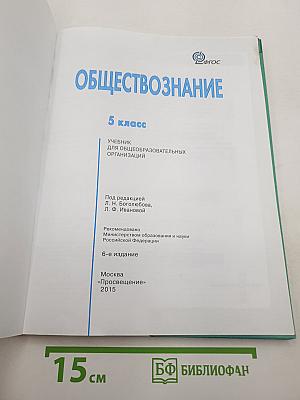 ФГОС
ОБЩЕСТВОЗНАНИЕ
5 класс
УЧЕБНИК
ДЛЯ ОБЩЕОБРАЗОВАТЕЛЬНЫХ
ОРГАНИЗАЦИЙ
Под редакцией
Л. Н. Боголюбова,
Л. Ф. Ивановой
Рекомендовано
Министерством образования и науки
Российской Федерации
6-е издание
Москва
«Просвещение»
2015
15 см
БФ БИБЛИОФАН